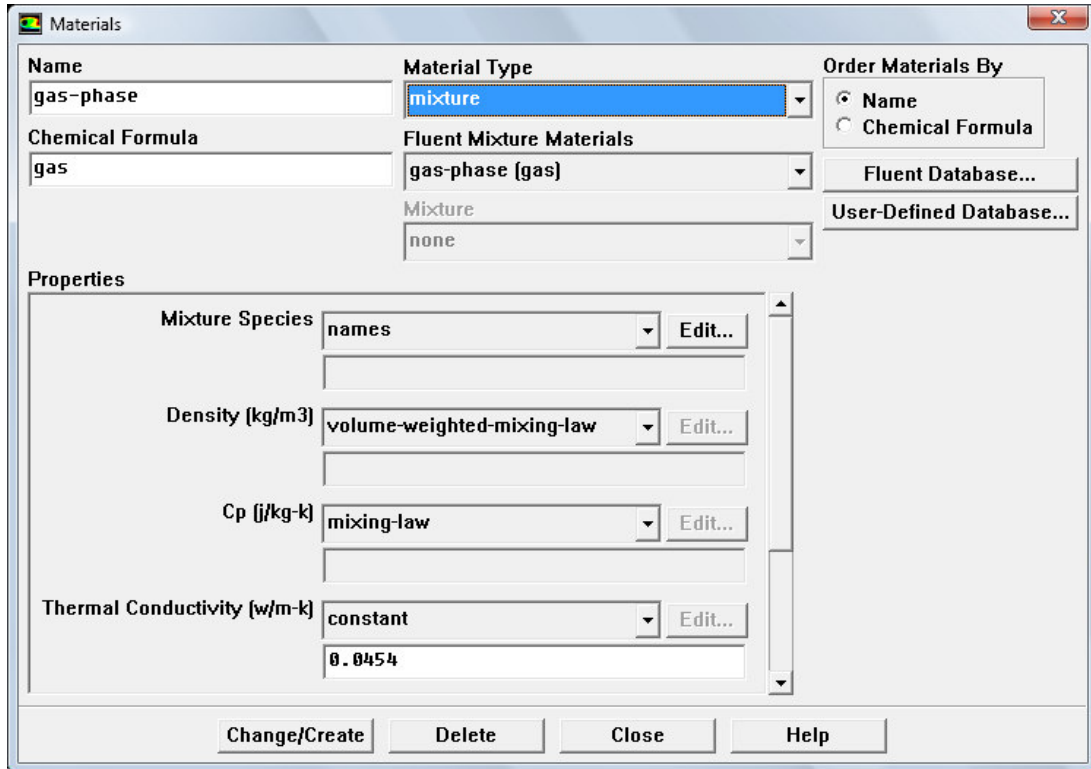 Materials
Name
gas-phase
Material Type
mixture
Order Materials By
Name
Chemical Formula
Chemical Formula
gas
Fluent Mixture Materials
gas-phase (gas)
Fluent Database...
Mixture
none
User-Defined Database...
Properties
Mixture Species names Edit...
Density (kg/m3) volume-weighted-mixing-law Edit...
Cp (j/kg-k) mixing-law Edit...
Thermal Conductivity (w/m-k) constant Edit...
0.0454
Change/Create Delete Close Help